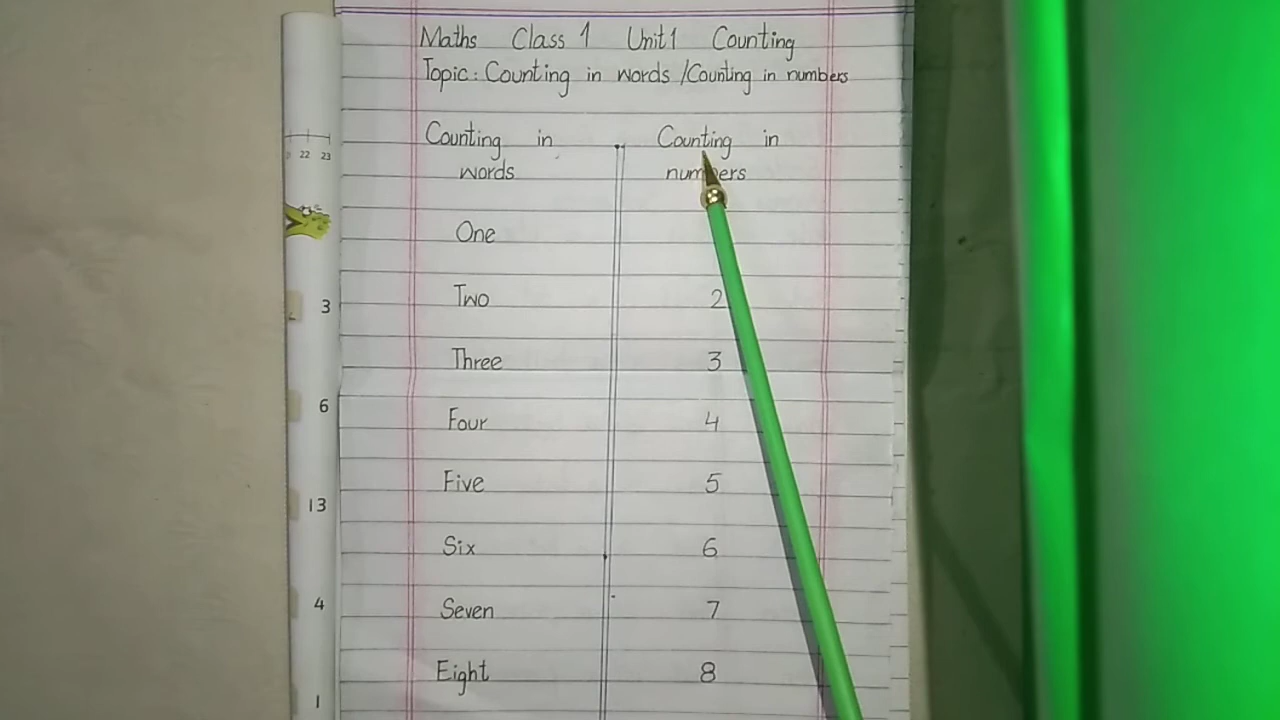 Maths Class 1 Unit 1 Counting
Topic: Counting in words / Counting in numbers
Counting in words
Counting in numbers
One
Two 2
Three 3
Four 4
Five 5
Six 6
Seven 7
Eight 8
22 23
3
6
13
4
1